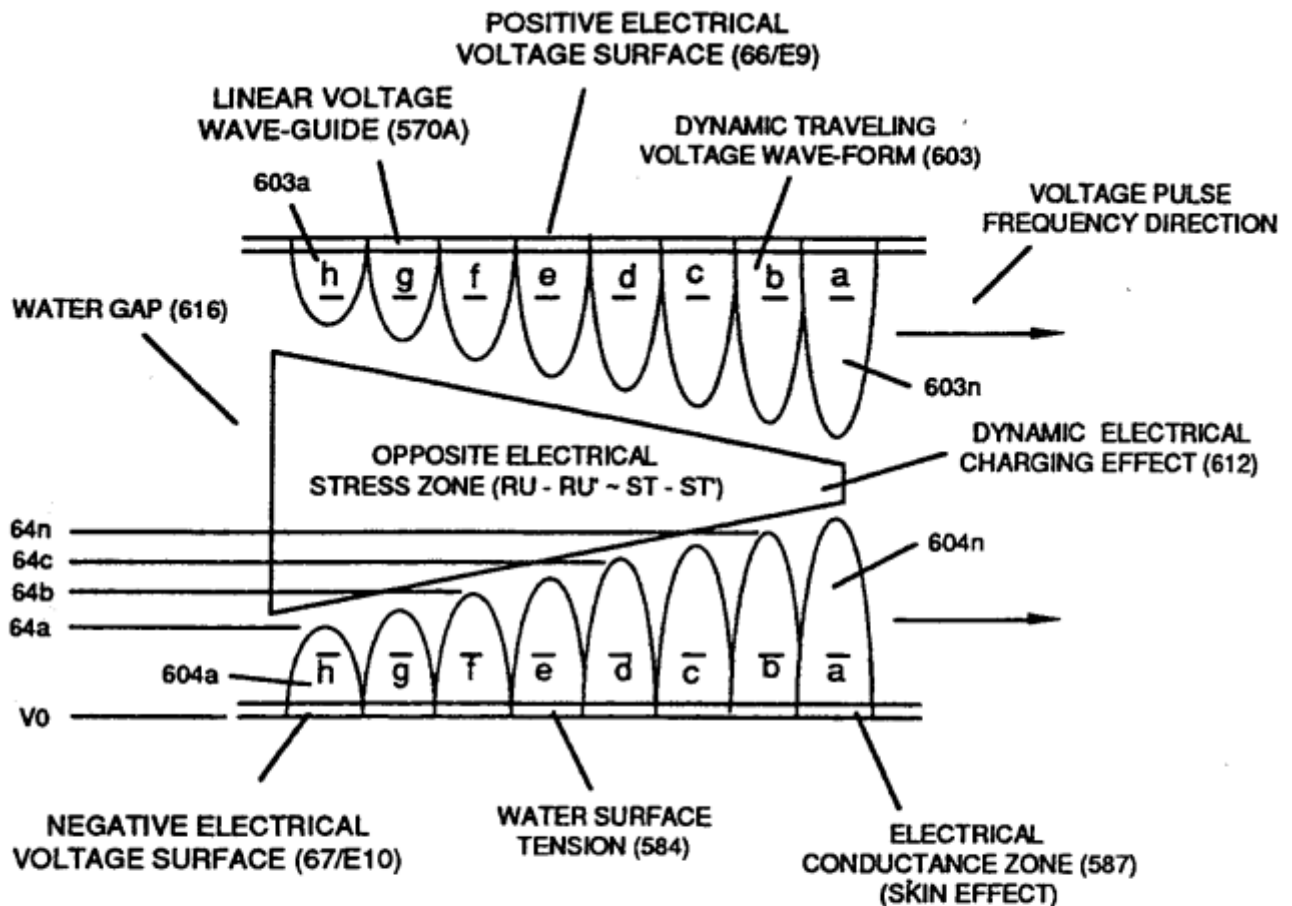 POSITIVE ELECTRICAL
VOLTAGE SURFACE (66/E9)
LINEAR VOLTAGE
WAVE-GUIDE (570A)
DYNAMIC TRAVELING
VOLTAGE WAVE-FORM (603)
603a
VOLTAGE PULSE
FREQUENCY DIRECTION
h g f e d c b a
WATER GAP (616)
603n
DYNAMIC ELECTRICAL
CHARGING EFFECT (612)
OPPOSITE ELECTRICAL
STRESS ZONE (RU - RU' ~ ST - ST')
64n
64c
64b
64a
604n
604a
h g f e d c b a
V0
NEGATIVE ELECTRICAL
VOLTAGE SURFACE (67/E10)
WATER SURFACE
TENSION (584)
ELECTRICAL
CONDUCTANCE ZONE (587)
(SKIN EFFECT)